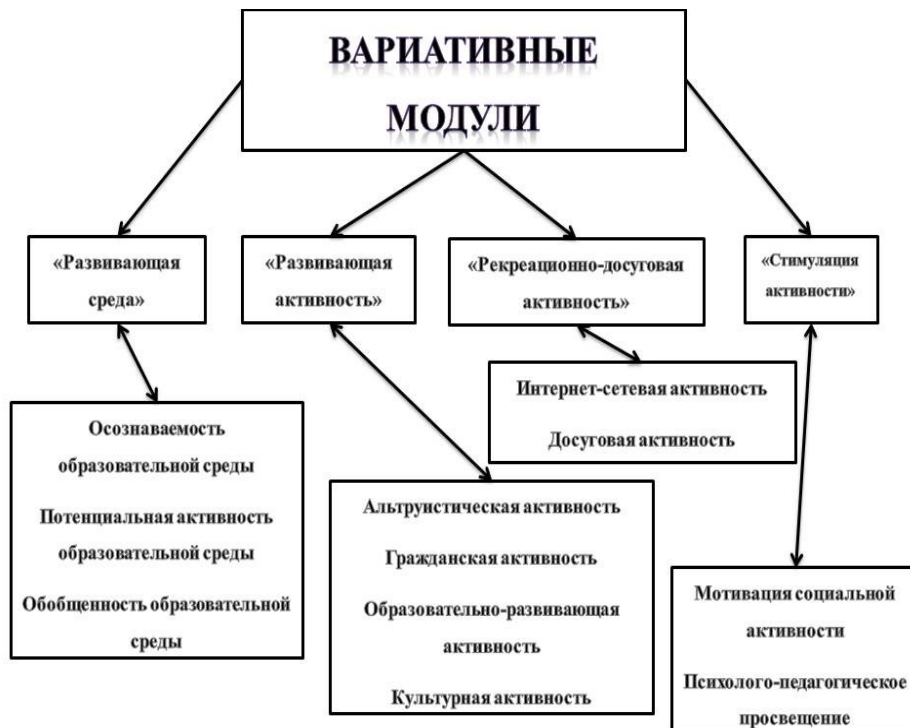 ВАРИАТИВНЫЕ
МОДУЛИ
«Развивающая
среда»
«Развивающая
активность»
«Рекреационно-досуговая
активность»
«Стимуляция
активности»
Осознаваемость
образовательной среды
Потенциальная активность
образовательной среды
Обобщенность образовательной
среды
Альтруистическая активность
Гражданская активность
Образовательно-развивающая
активность
Культурная активность
Интернет-сетевая активность
Досуговая активность
Мотивация социальной
активности
Психолого-педагогическое
просвещение